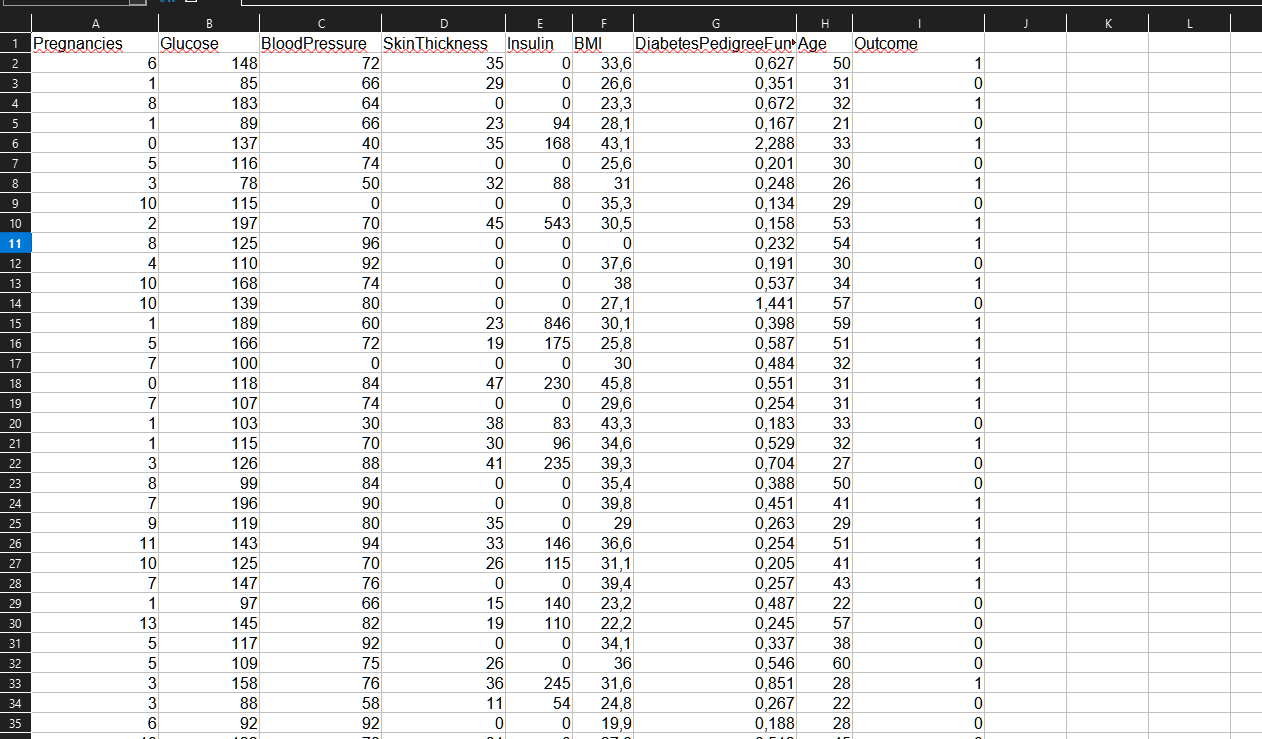 A B C D E F G H I J K L
1 Pregnancies Glucose BloodPressure SkinThickness Insulin BMI DiabetesPedigreeFun Age Outcome
2 6 148 72 35 0 33,6 0,627 50 1
3 1 85 66 29 0 26,6 0,351 31 0
4 8 183 64 0 0 23,3 0,672 32 1
5 1 89 66 23 94 28,1 0,167 21 0
6 0 137 40 35 168 43,1 2,288 33 1
7 5 116 74 0 0 25,6 0,201 30 0
8 3 78 50 32 88 31 0,248 26 1
9 10 115 0 0 0 35,3 0,134 29 0
10 2 197 70 45 543 30,5 0,158 53 1
11 8 125 96 0 0 0 0,232 54 1
12 4 110 92 0 0 37,6 0,191 30 0
13 10 168 74 0 0 38 0,537 34 1
14 10 139 80 0 0 27,1 1,441 57 0
15 1 189 60 23 846 30,1 0,398 59 1
16 5 166 72 19 175 25,8 0,587 51 1
17 7 100 0 0 0 30 0,484 32 1
18 0 118 84 47 230 45,8 0,551 31 1
19 7 107 74 0 0 29,6 0,254 31 1
20 1 103 30 38 83 43,3 0,183 33 0
21 1 115 70 30 96 34,6 0,529 32 1
22 3 126 88 41 235 39,3 0,704 27 0
23 8 99 84 0 0 35,4 0,388 50 0
24 7 196 90 0 0 39,8 0,451 41 1
25 9 119 80 35 0 29 0,263 29 1
26 11 143 94 33 146 36,6 0,254 51 1
27 10 125 70 26 115 31,1 0,205 41 1
28 7 147 76 0 0 39,4 0,257 43 1
29 1 97 66 15 140 23,2 0,487 22 0
30 13 145 82 19 110 22,2 0,245 57 0
31 5 117 92 0 0 34,1 0,337 38 0
32 5 109 75 26 0 36 0,546 60 0
33 3 158 76 36 245 31,6 0,851 28 1
34 3 88 58 11 54 24,8 0,267 22 0
35 6 92 92 0 0 19,9 0,188 28 0